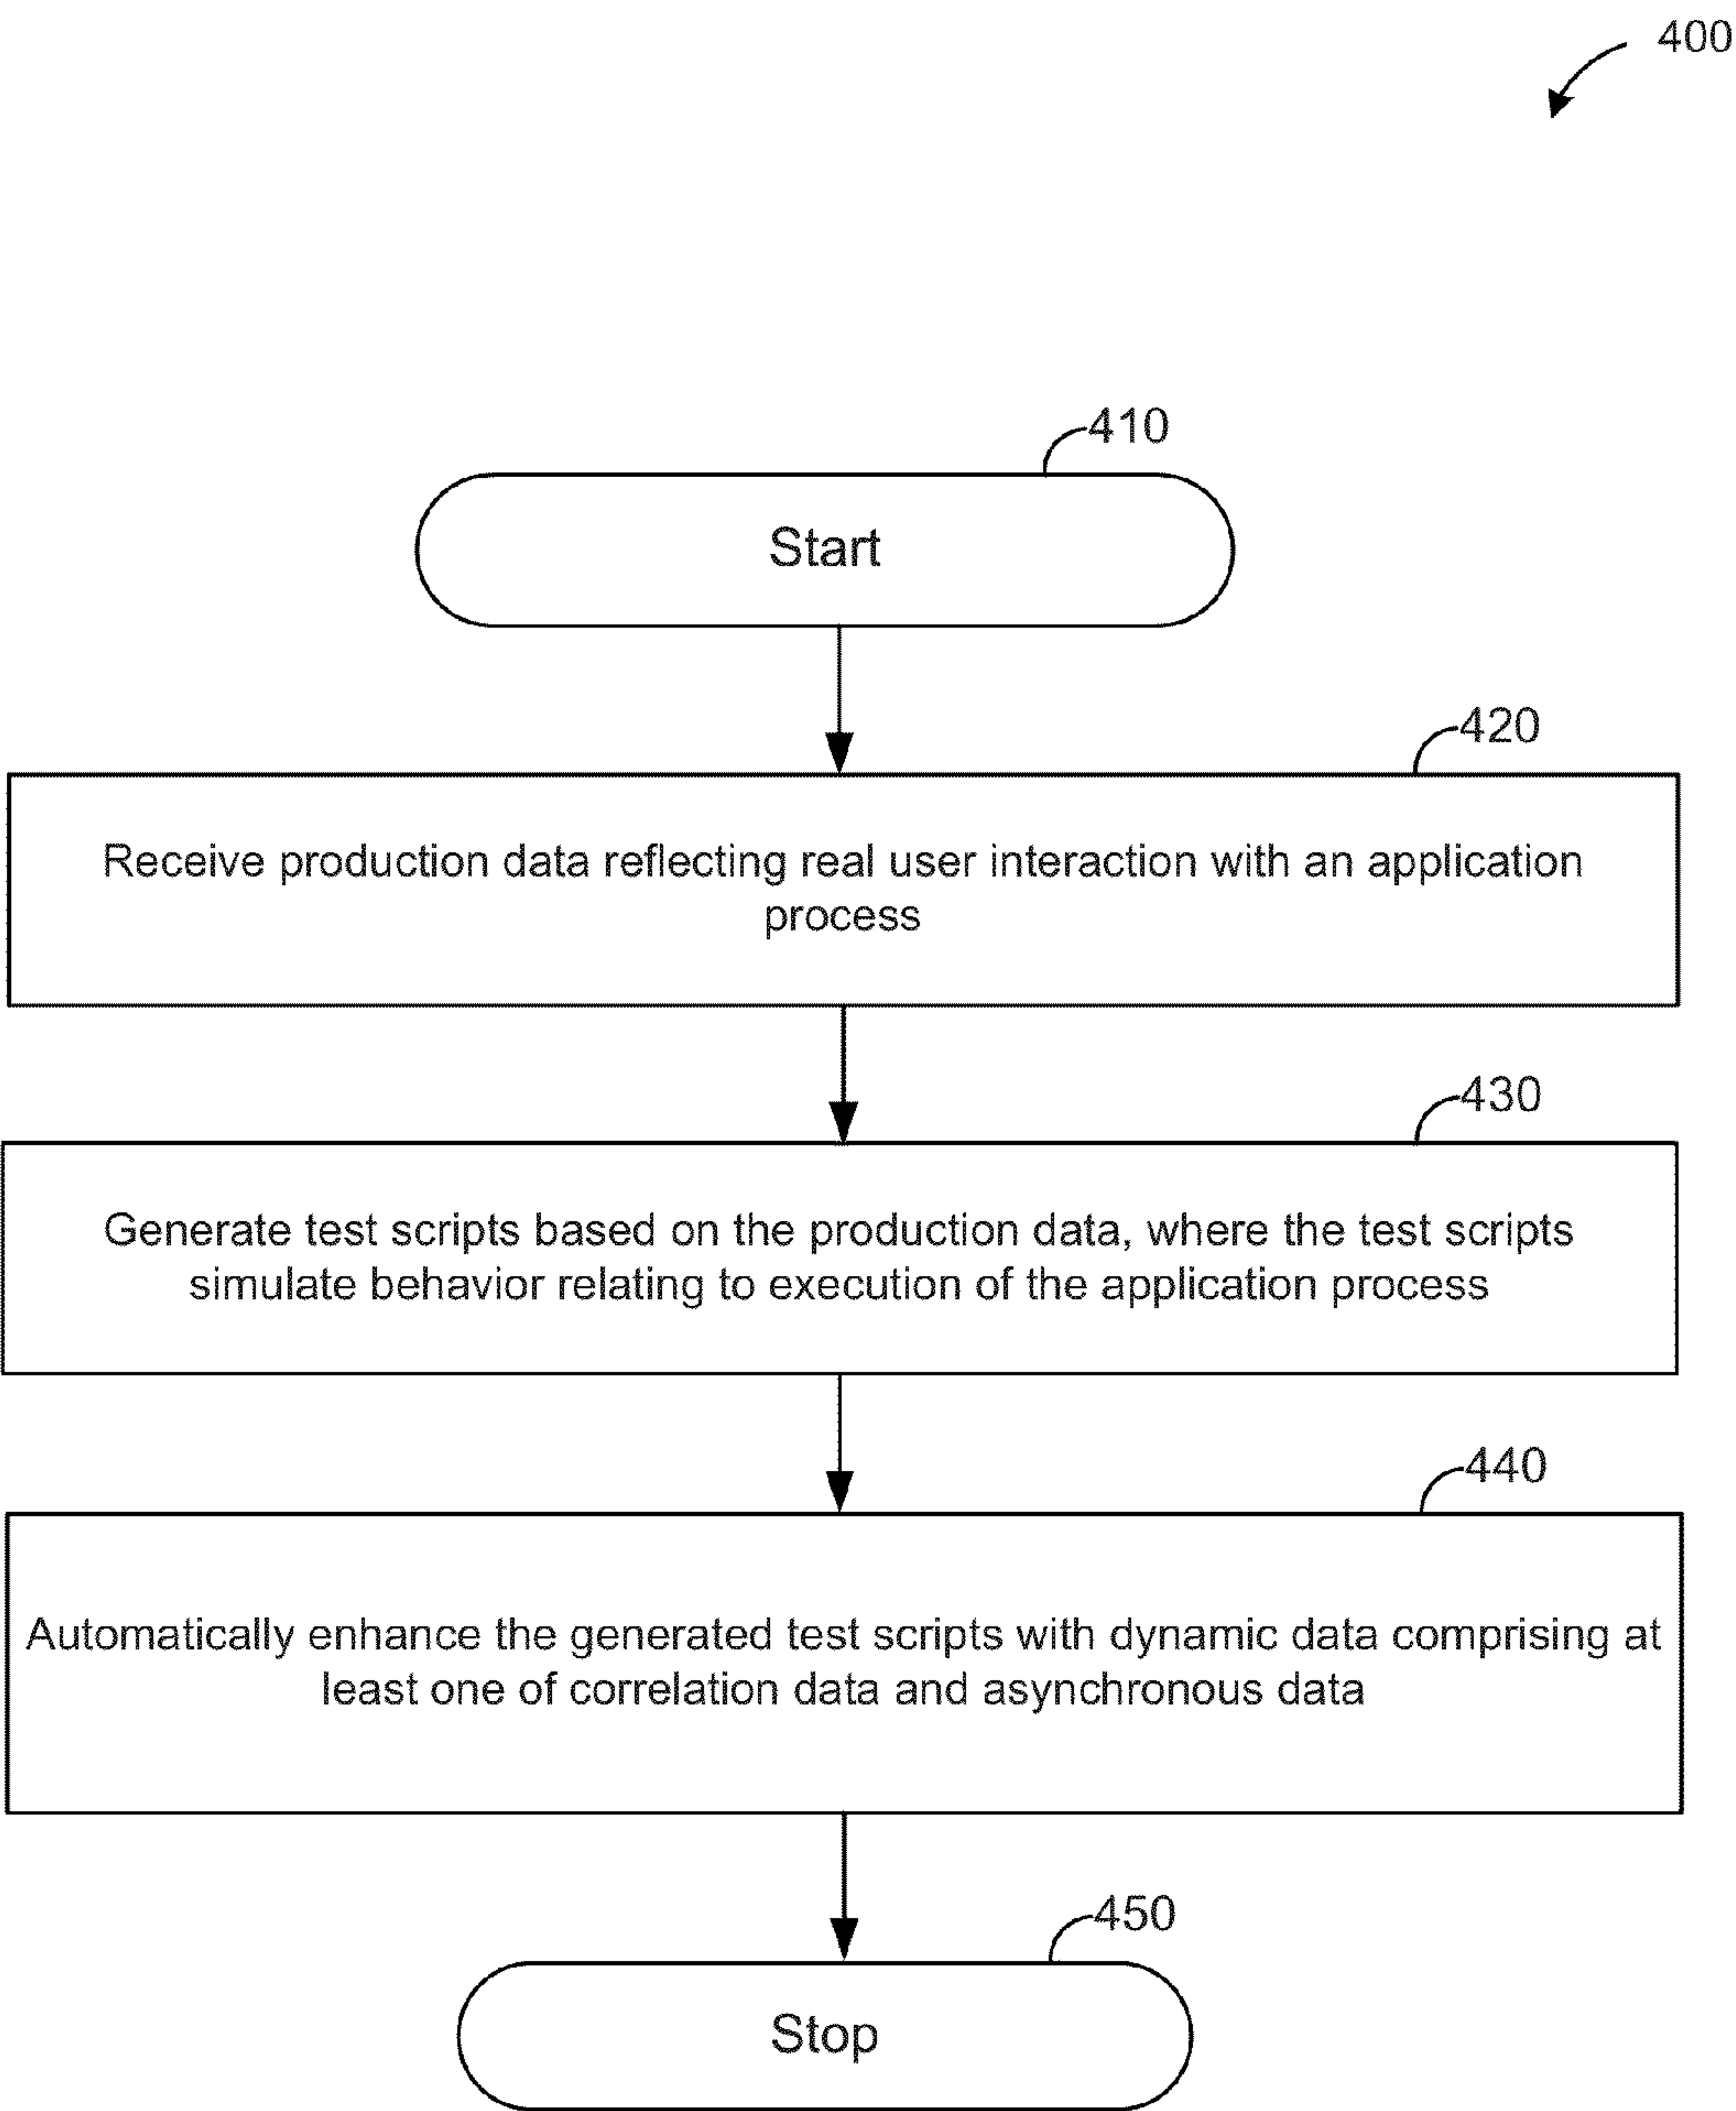 400
410
Start
420
Receive production data reflecting real user interaction with an application
process
430
Generate test scripts based on the production data, where the test scripts
simulate behavior relating to execution of the application process
440
Automatically enhance the generated test scripts with dynamic data comprising at
least one of correlation data and asynchronous data
450
Stop